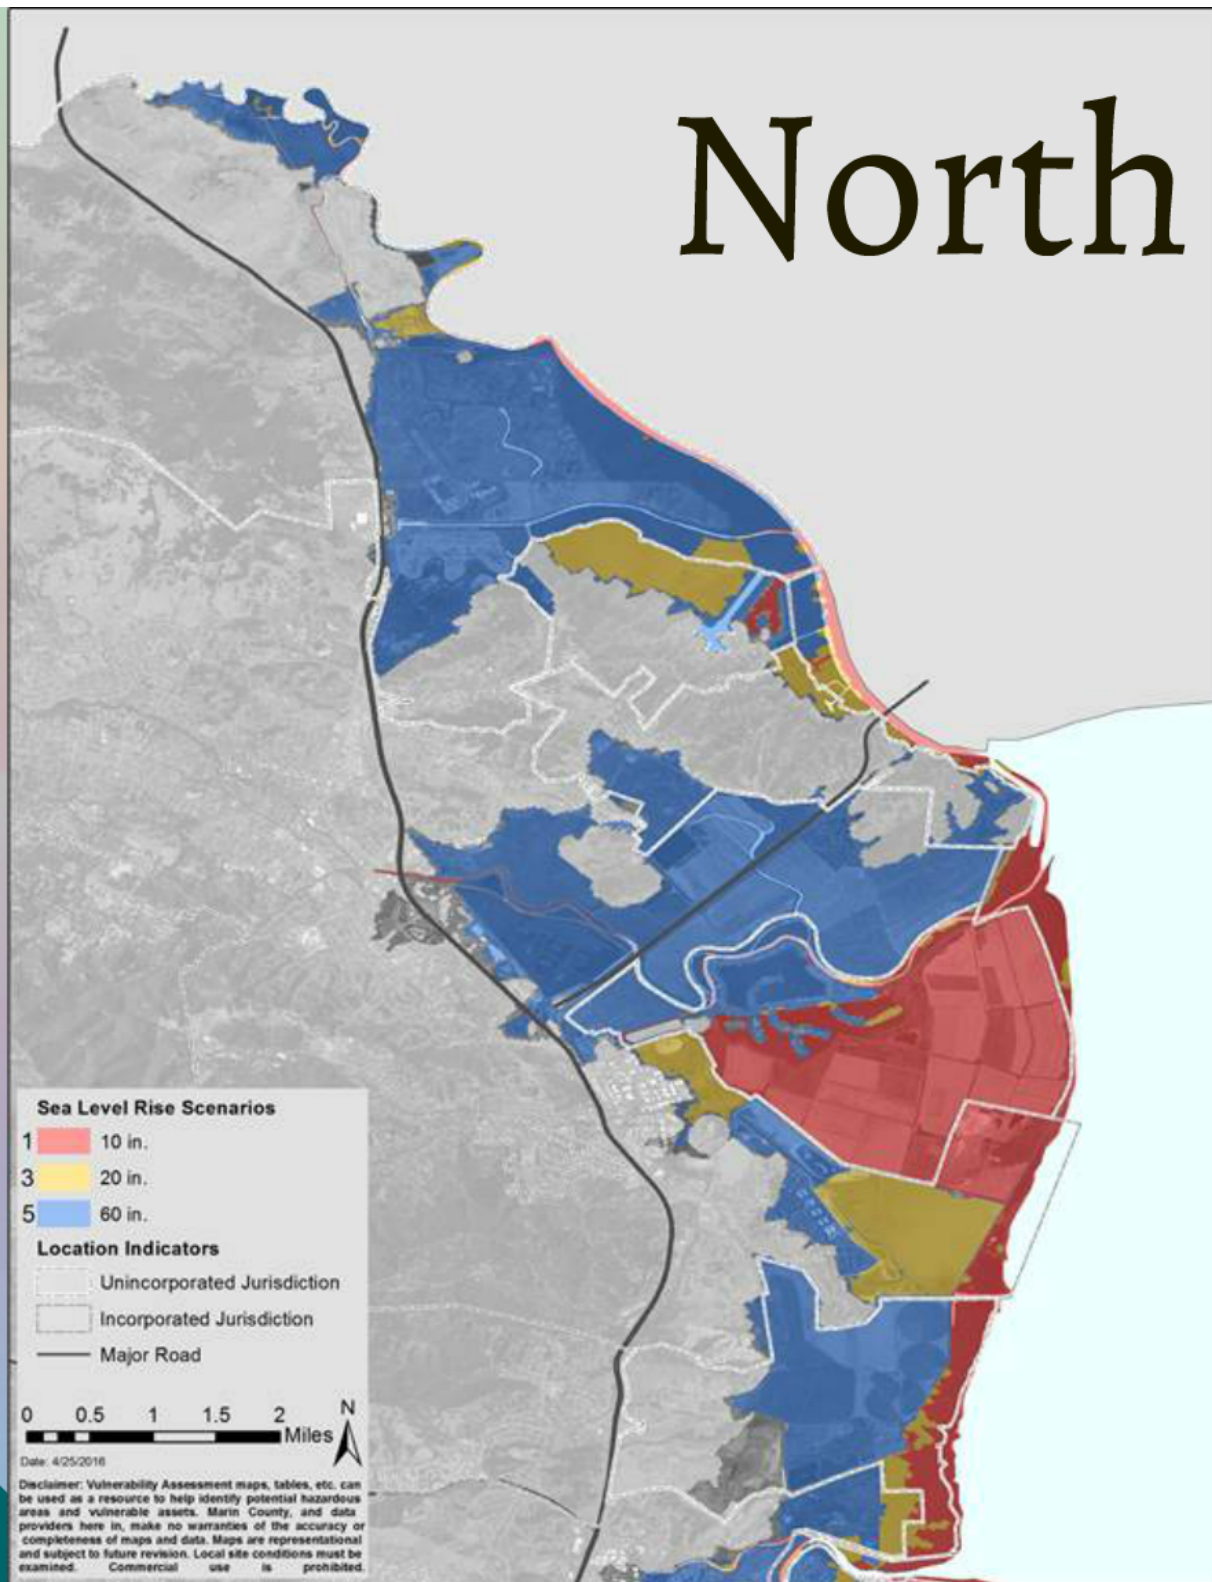 North
Sea Level Rise Scenarios
1 10 in.
3 20 in.
5 60 in.
Location Indicators
Unincorporated Jurisdiction
Incorporated Jurisdiction
Major Road
0 0.5 1 1.5 2 Miles N
Date: 4/25/2016
Disclaimer: Vulnerability Assessment maps, tables, etc. can
be used as a resource to help identify potential hazardous
areas and vulnerable assets. Marin County, and data
providers here in, make no warranties of the accuracy or
completeness of maps and data. Maps are representational
and subject to future revision. Local site conditions must be
examined. Commercial use is prohibited.